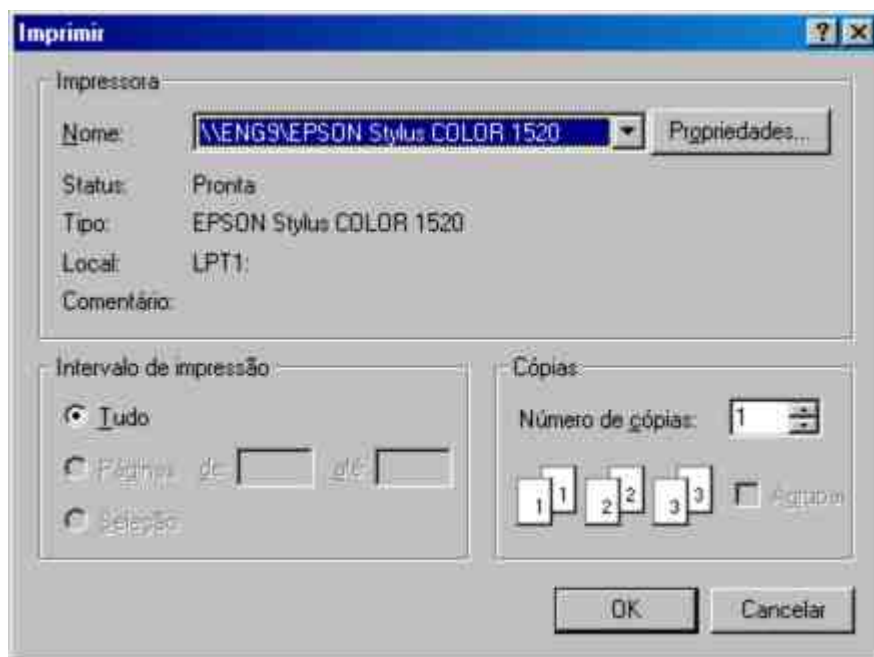 Imprimir
Impressora
Nome: \\ENG9\EPSON Stylus COLOR 1520 Propriedades...
Status: Pronta
Tipo: EPSON Stylus COLOR 1520
Local: LPT1:
Comentário:
Intervalo de impressão
Tudo
Páginas de: até:
Seleção
Cópias
Número de cópias: 1
1 1 2 2 3 3 Agrupar
OK Cancelar